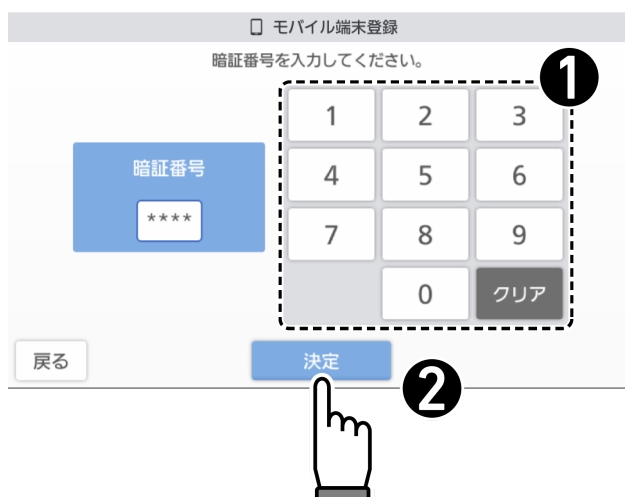 モバイル端末登録
暗証番号を入力してください。
1
1 2 3
暗証番号
4 5 6
****
7 8 9
0 クリア
戻る
決定
2